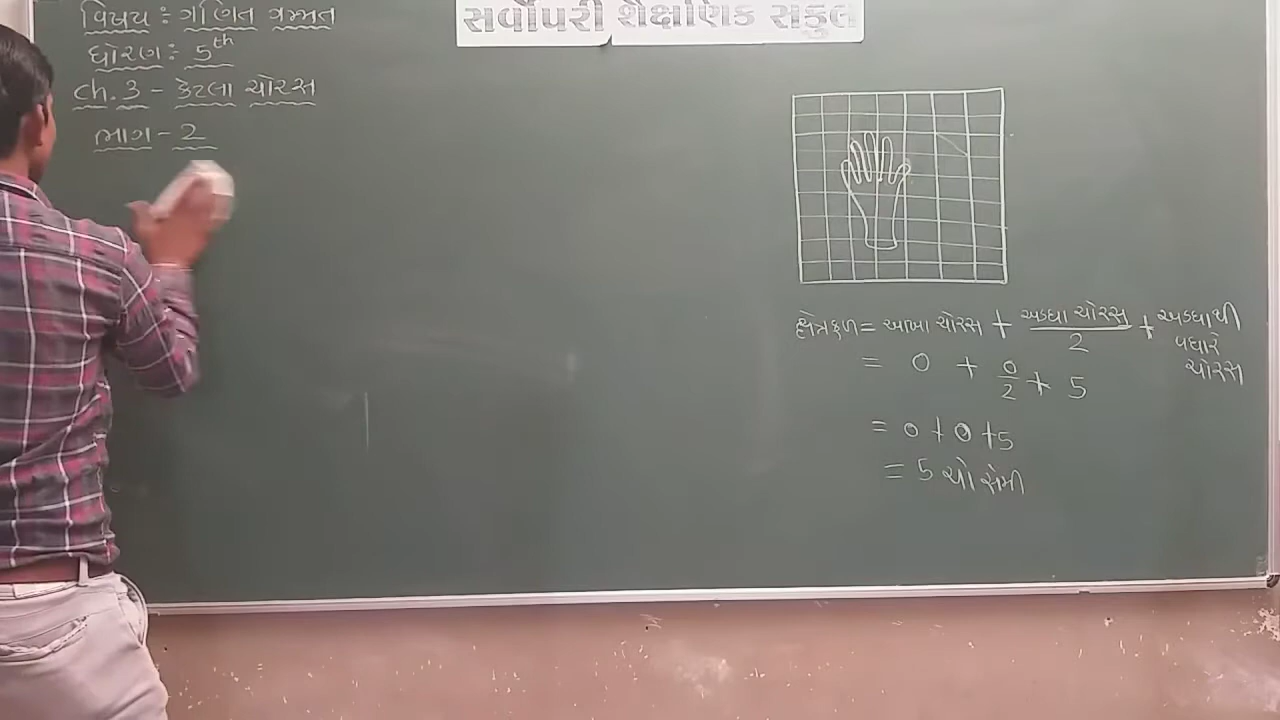 વિષય : ગણિત ગમ્મત
ધોરણ : 5th
ch. 3 - કેટલા ચોરસ
ભાગ - 2
સર્વોપરી શૈક્ષણિક સંકુલ
ક્ષેત્રફળ = આખા ચોરસ + અડધા ચોરસ / 2 + અડધાથી વધારે ચોરસ
= 0 + 0/2 + 5
= 0 + 0 + 5
= 5 ચો સેમી